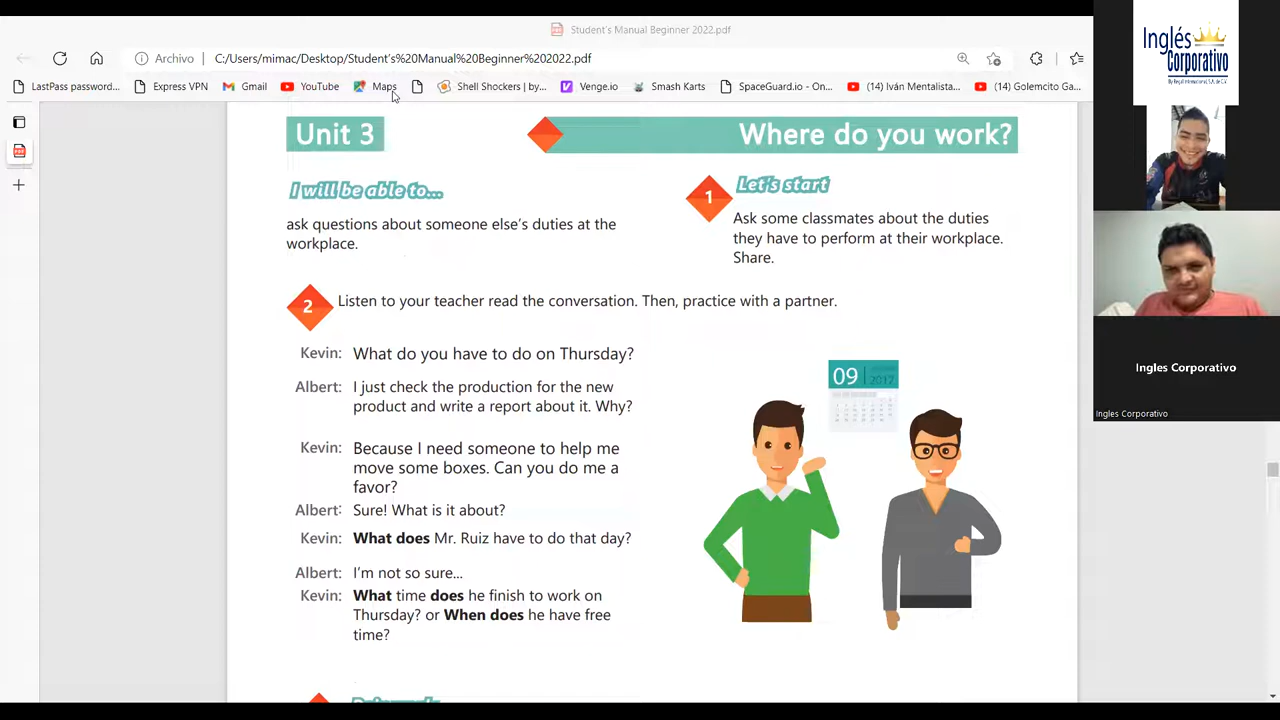 Student's Manual Beginner 2022.pdf
Archivo
C:/Users/mimac/Desktop/Student's%20Manual%20Beginner%202022.pdf
LastPass password...
Express VPN
Gmail
YouTube
Maps
Venge.io
Smash Karts
SpaceGuard.io - On...
(14) Iván Mentalista...
(14) Golemcito Ga...
Unit 3
Where do you work?
I will be able to...
ask questions about someone else's duties at the
workplace.
1
Let's start
Ask some classmates about the duties
they have to perform at their workplace.
Share.
2
Listen to your teacher read the conversation. Then, practice with a partner.
Kevin: What do you have to do on Thursday?
Albert: I just check the production for the new
product and write a report about it. Why?
Kevin: Because I need someone to help me
move some boxes. Can you do me a
favor?
Albert: Sure! What is it about?
Kevin: What does Mr. Ruiz have to do that day?
Albert: I'm not so sure...
Kevin: What time does he finish to work on
Thursday? or When does he have free
time?
09
2017
Inglés
Corporativo
Ingles Corporativo
Ingles Corporativo